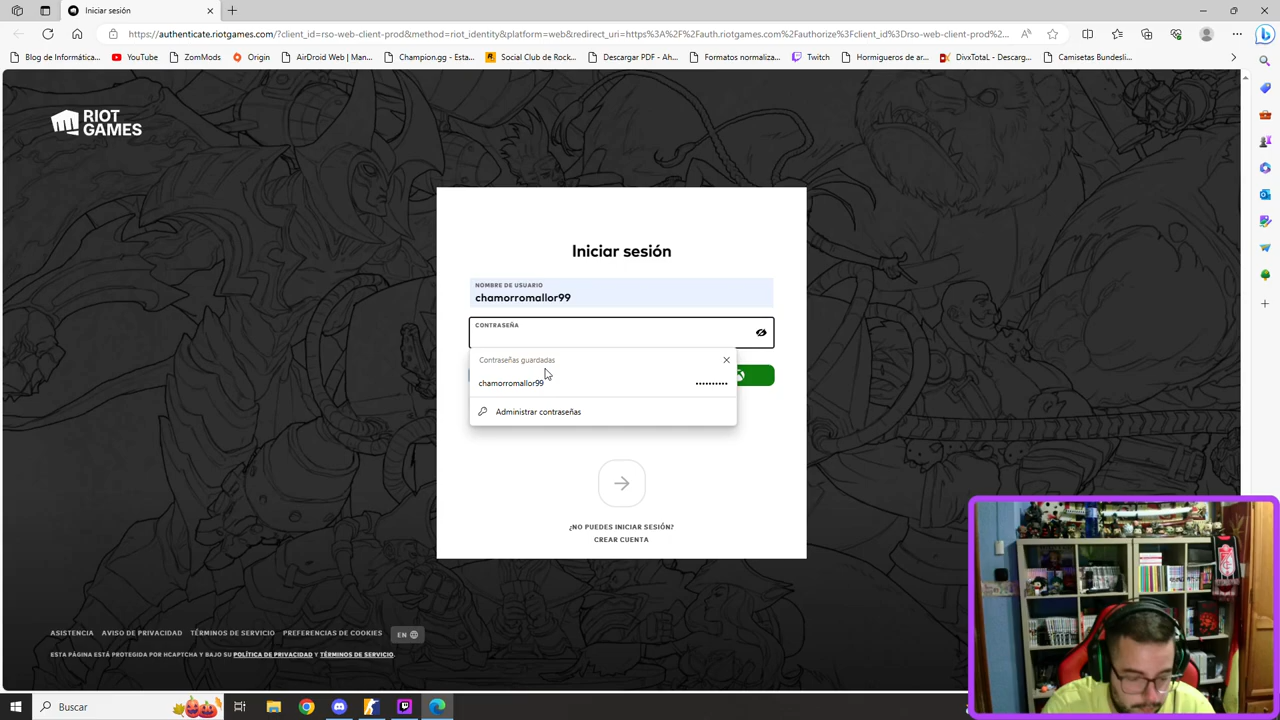 Iniciar sesión
https://authenticate.riotgames.com/?client_id=rso-web-client-prod&method=riot_identity&platform=web&redirect_uri=https%3A%2F%2Fauth.riotgames.com%2Fauthorize%3Fclient_id%3Drso-web-client-prod%2...
Blog de Informática...
YouTube
ZomMods
Origin
AirDroid Web | Man...
Champion.gg - Esta...
Social Club de Rock...
Descargar PDF - Ah...
Formatos normaliza...
Twitch
Hormigueros de ar...
DivxTotaL - Descarg...
Camisetas Bundesli...
RIOT
GAMES
Iniciar sesión
NOMBRE DE USUARIO
chamorromallor99
CONTRASEÑA
Contraseñas guardadas
chamorromallor99
••••••••••
Administrar contraseñas
¿NO PUEDES INICIAR SESIÓN?
CREAR CUENTA
ASISTENCIA
AVISO DE PRIVACIDAD
TÉRMINOS DE SERVICIO
PREFERENCIAS DE COOKIES
EN
ESTA PÁGINA ESTÁ PROTEGIDA POR HCAPTCHA Y BAJO SU POLÍTICA DE PRIVACIDAD Y TÉRMINOS DE SERVICIO.
Buscar